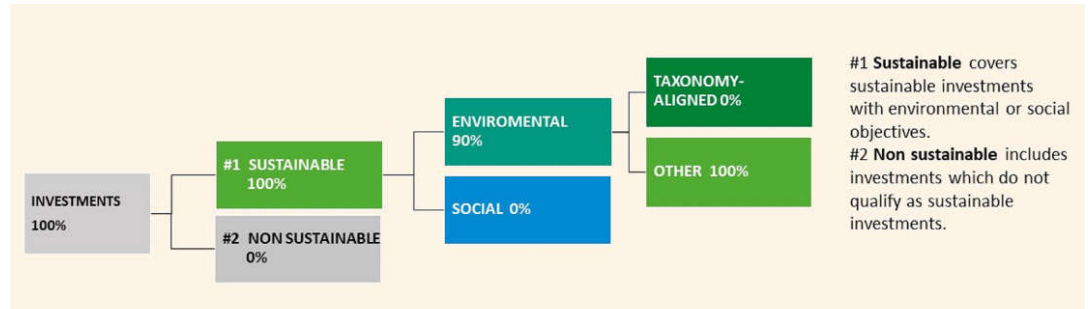 INVESTMENTS
100%
#1 SUSTAINABLE
100%
#2 NON SUSTAINABLE
0%
ENVIROMENTAL
90%
SOCIAL 0%
TAXONOMY-
ALIGNED 0%
OTHER 100%
#1 Sustainable covers
sustainable investments
with environmental or social
objectives.
#2 Non sustainable includes
investments which do not
qualify as sustainable
investments.